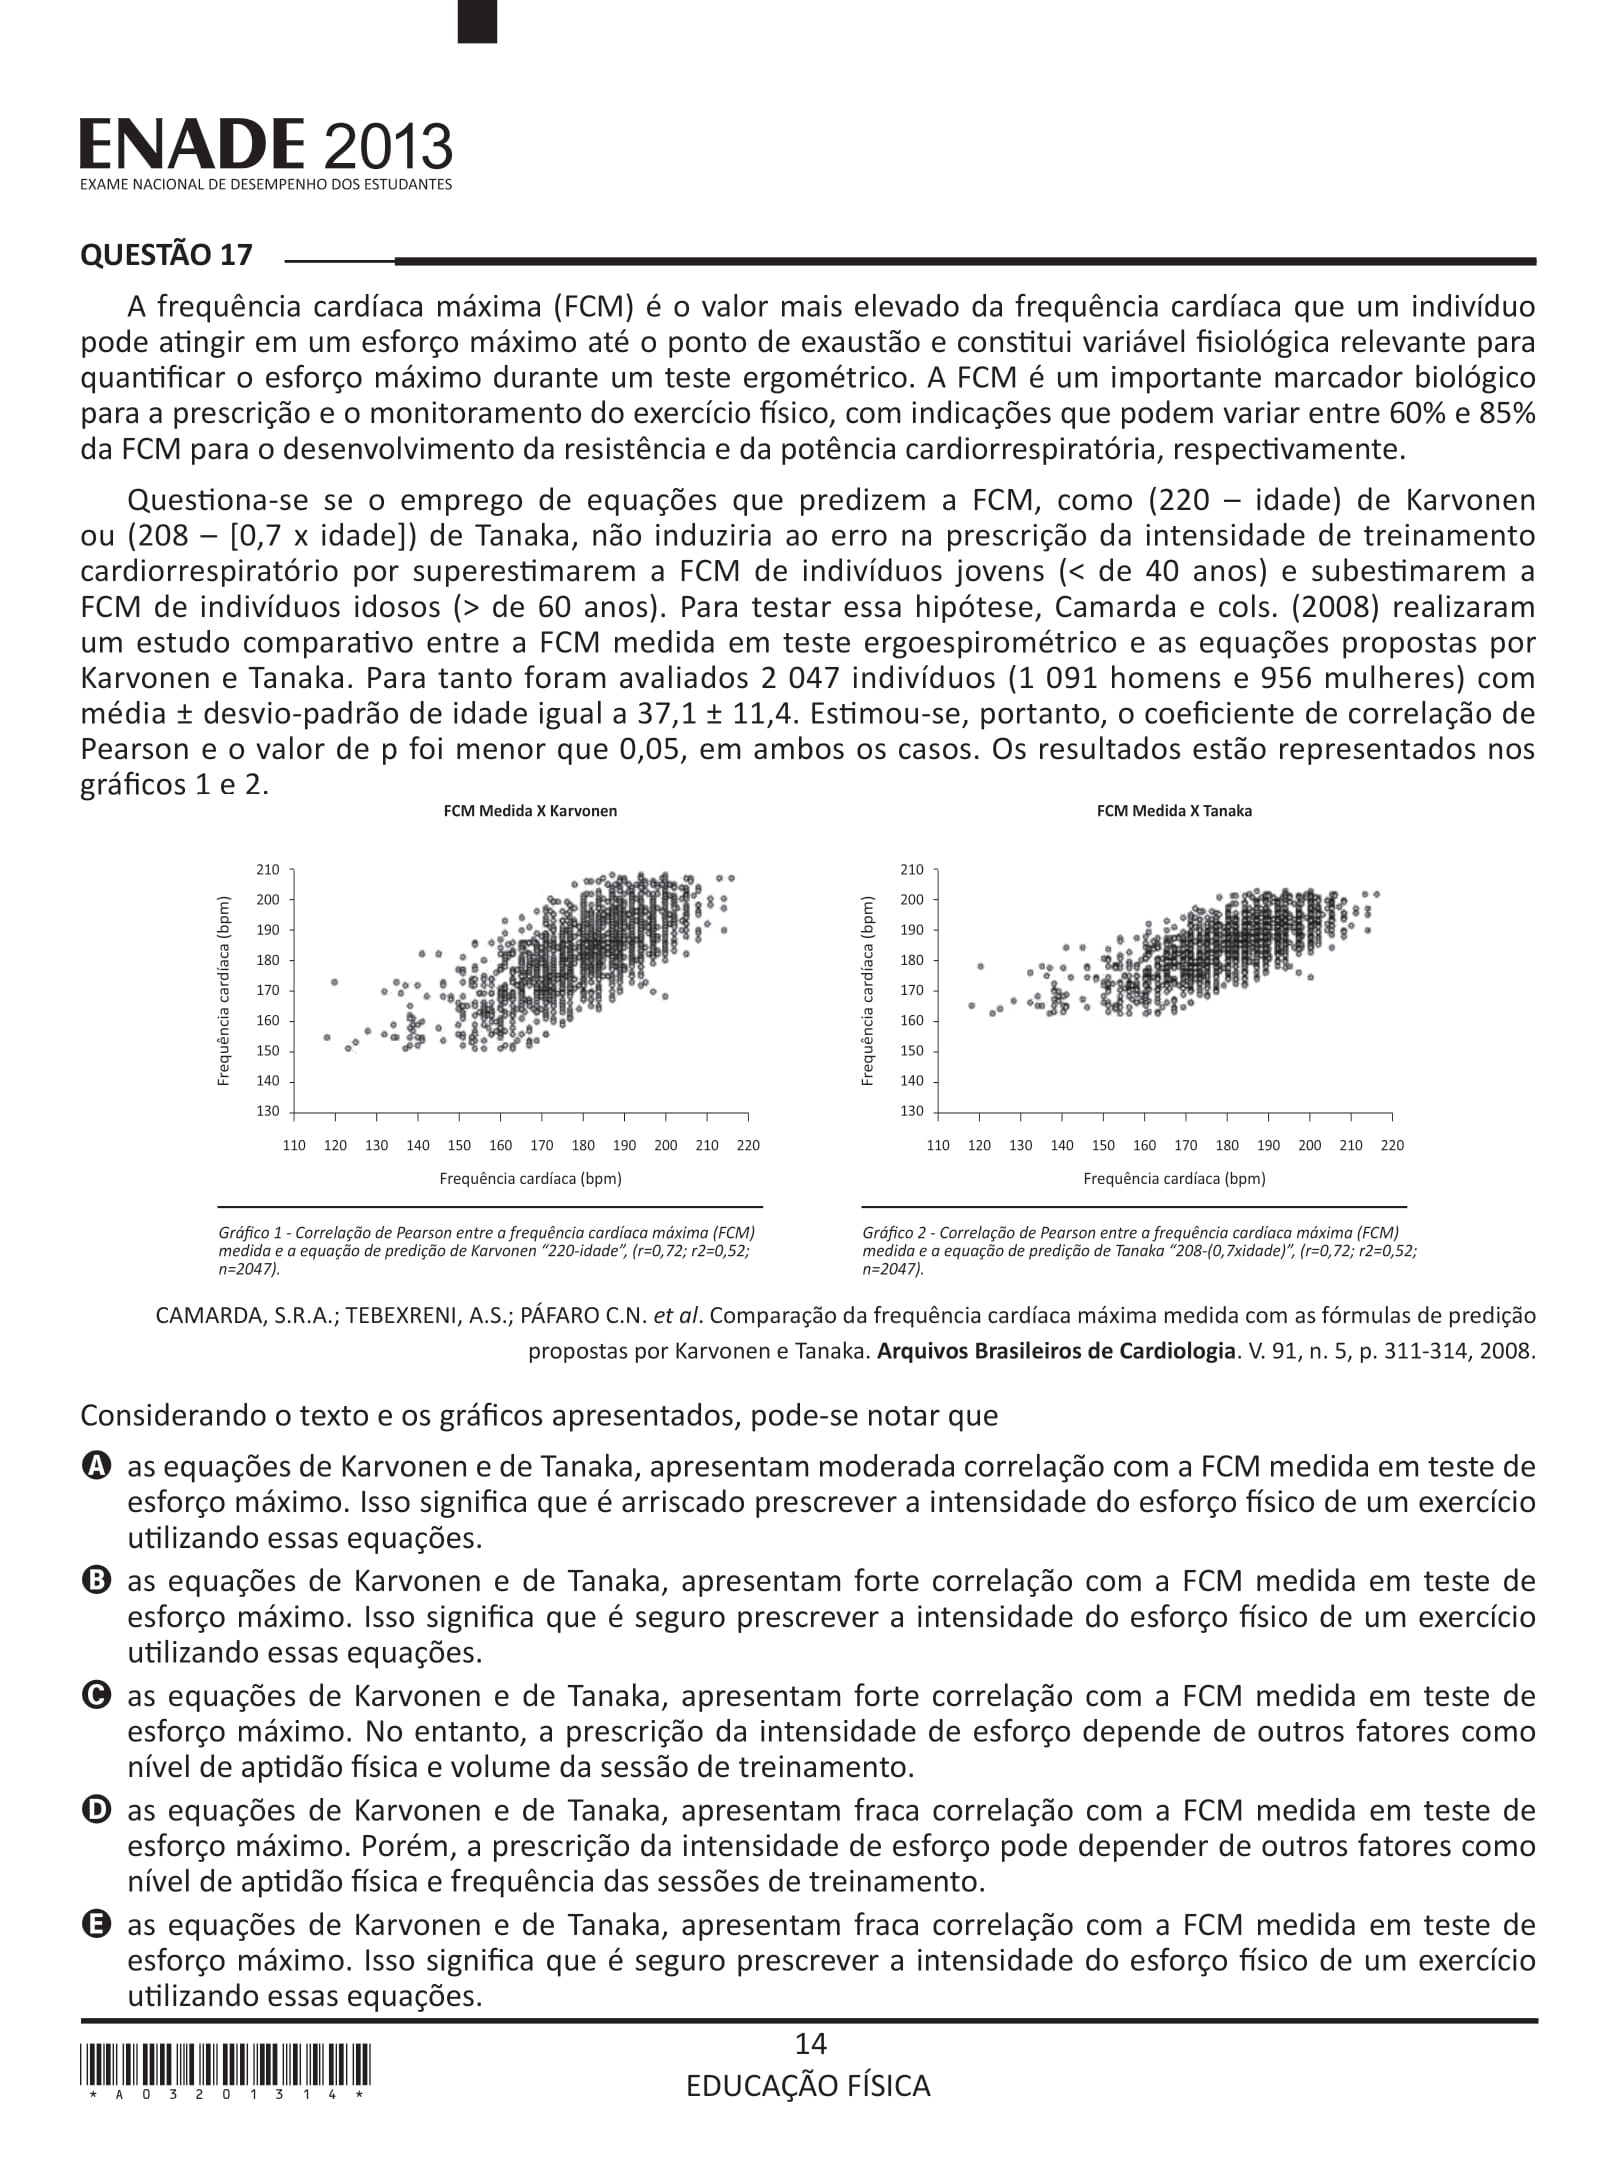 ENADE 2013
EXAME NACIONAL DE DESEMPENHO DOS ESTUDANTES
QUESTÃO 17
A frequência cardíaca máxima (FCM) é o valor mais elevado da frequência cardíaca que um indivíduo
pode atingir em um esforço máximo até o ponto de exaustão e constitui variável fisiológica relevante para
quantificar o esforço máximo durante um teste ergométrico. A FCM é um importante marcador biológico
para a prescrição e o monitoramento do exercício físico, com indicações que podem variar entre 60% e 85%
da FCM para o desenvolvimento da resistência e da potência cardiorrespiratória, respectivamente.
Questiona-se se o emprego de equações que predizem a FCM, como (220 – idade) de Karvonen
ou (208 – [0,7 x idade]) de Tanaka, não induziria ao erro na prescrição da intensidade de treinamento
cardiorrespiratório por superestimarem a FCM de indivíduos jovens (< de 40 anos) e subestimarem a
FCM de indivíduos idosos (> de 60 anos). Para testar essa hipótese, Camarda e cols. (2008) realizaram
um estudo comparativo entre a FCM medida em teste ergoespirométrico e as equações propostas por
Karvonen e Tanaka. Para tanto foram avaliados 2 047 indivíduos (1 091 homens e 956 mulheres) com
média ± desvio-padrão de idade igual a 37,1 ± 11,4. Estimou-se, portanto, o coeficiente de correlação de
Pearson e o valor de p foi menor que 0,05, em ambos os casos. Os resultados estão representados nos
gráficos 1 e 2.
FCM Medida X Karvonen
Frequência cardíaca (bpm)
210
200
190
180
170
160
150
140
130
110 120 130 140 150 160 170 180 190 200 210 220
Frequência cardíaca (bpm)
Gráfico 1 - Correlação de Pearson entre a frequência cardíaca máxima (FCM)
medida e a equação de predição de Karvonen “220-idade”, (r=0,72; r2=0,52;
n=2047).
FCM Medida X Tanaka
Frequência cardíaca (bpm)
210
200
190
180
170
160
150
140
130
110 120 130 140 150 160 170 180 190 200 210 220
Frequência cardíaca (bpm)
Gráfico 2 - Correlação de Pearson entre a frequência cardíaca máxima (FCM)
medida e a equação de predição de Tanaka “208-(0,7xidade)”, (r=0,72; r2=0,52;
n=2047).
CAMARDA, S.R.A.; TEBEXRENI, A.S.; PÁFARO C.N. et al. Comparação da frequência cardíaca máxima medida com as fórmulas de predição
propostas por Karvonen e Tanaka. Arquivos Brasileiros de Cardiologia. V. 91, n. 5, p. 311-314, 2008.
Considerando o texto e os gráficos apresentados, pode-se notar que
A as equações de Karvonen e de Tanaka, apresentam moderada correlação com a FCM medida em teste de
esforço máximo. Isso significa que é arriscado prescrever a intensidade do esforço físico de um exercício
utilizando essas equações.
B as equações de Karvonen e de Tanaka, apresentam forte correlação com a FCM medida em teste de
esforço máximo. Isso significa que é seguro prescrever a intensidade do esforço físico de um exercício
utilizando essas equações.
C as equações de Karvonen e de Tanaka, apresentam forte correlação com a FCM medida em teste de
esforço máximo. No entanto, a prescrição da intensidade de esforço depende de outros fatores como
nível de aptidão física e volume da sessão de treinamento.
D as equações de Karvonen e de Tanaka, apresentam fraca correlação com a FCM medida em teste de
esforço máximo. Porém, a prescrição da intensidade de esforço pode depender de outros fatores como
nível de aptidão física e frequência das sessões de treinamento.
E as equações de Karvonen e de Tanaka, apresentam fraca correlação com a FCM medida em teste de
esforço máximo. Isso significa que é seguro prescrever a intensidade do esforço físico de um exercício
utilizando essas equações.
* A 0 3 2 0 1 3 1 4 *
14
EDUCAÇÃO FÍSICA